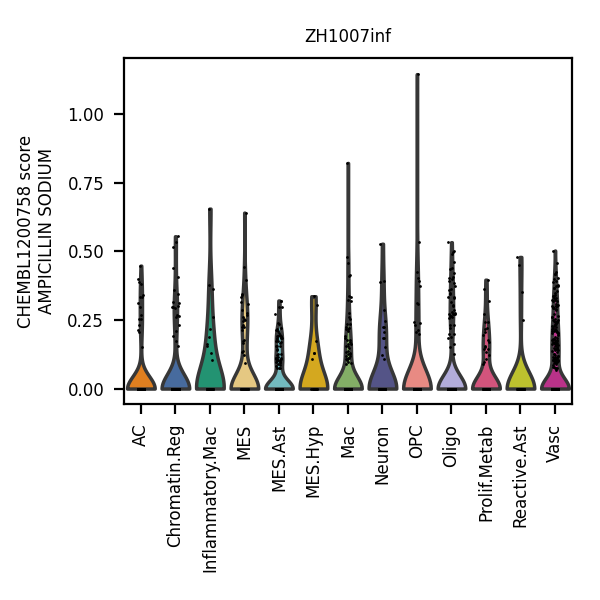 ZH1007inf
CHEMBL1200758 score
AMPICILLIN SODIUM
1.00
0.75
0.50
0.25
0.00
AC
Chromatin.Reg
Inflammatory.Mac
MES
MES.Ast
MES.Hyp
Mac
Neuron
OPC
Oligo
Prolif.Metab
Reactive.Ast
Vasc